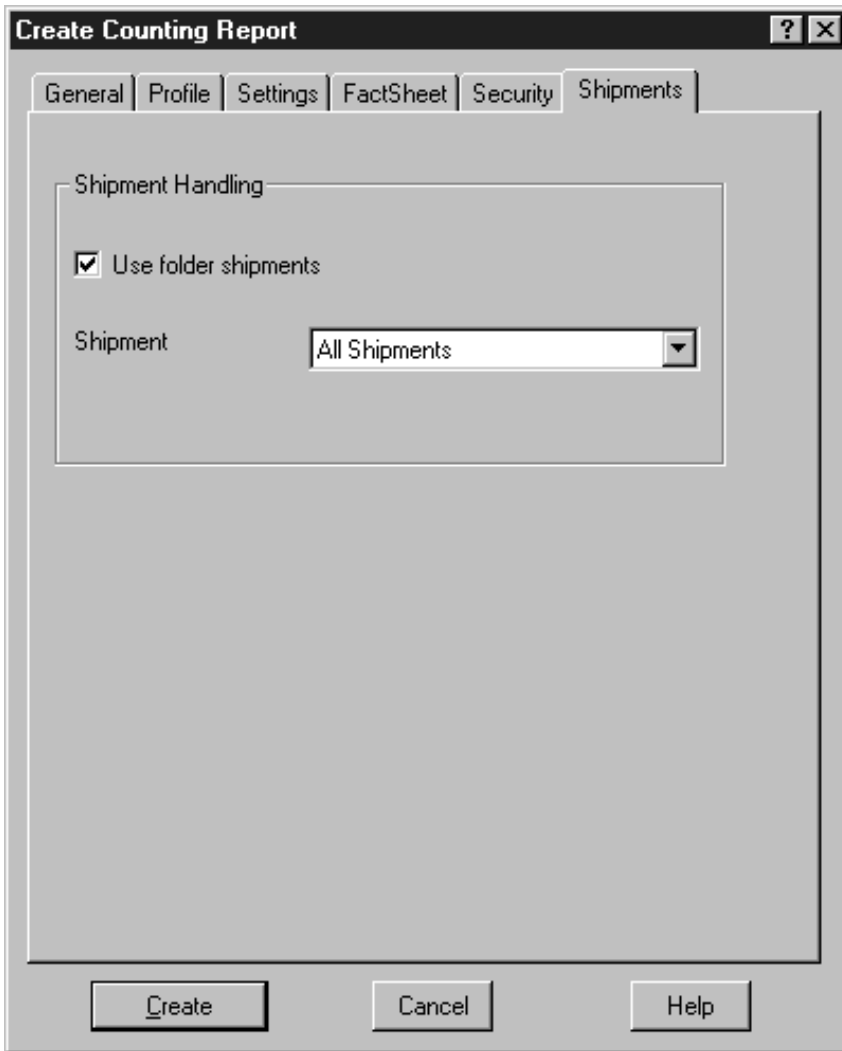 Create Counting Report
General Profile Settings FactSheet Security Shipments
Shipment Handling
Use folder shipments
Shipment All Shipments
Create Cancel Help